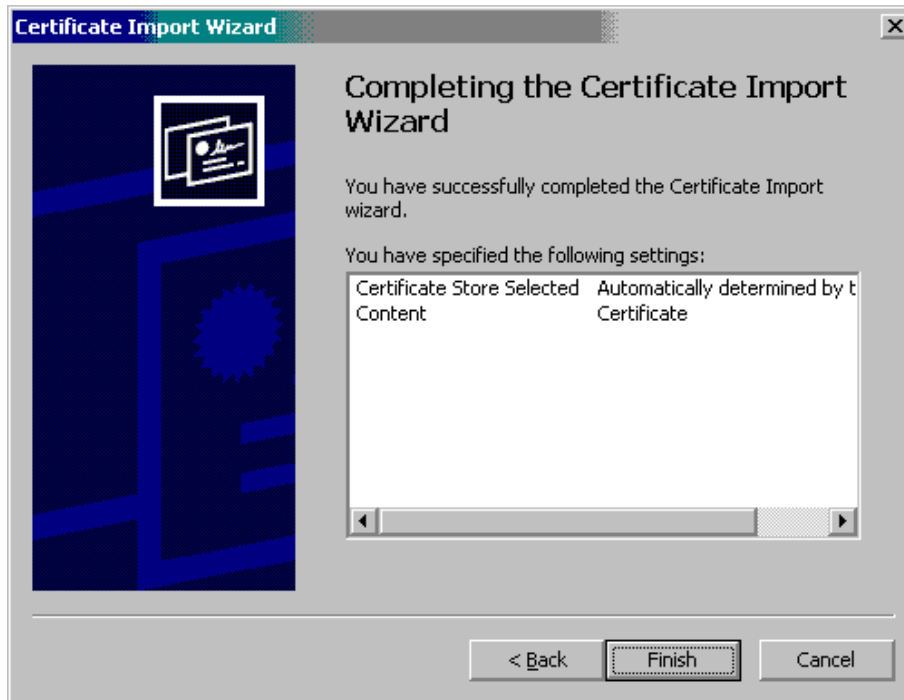 Certificate Import Wizard
Completing the Certificate Import
Wizard
You have successfully completed the Certificate Import
wizard.
You have specified the following settings:
Certificate Store Selected Automatically determined by t
Content Certificate
< Back Finish Cancel